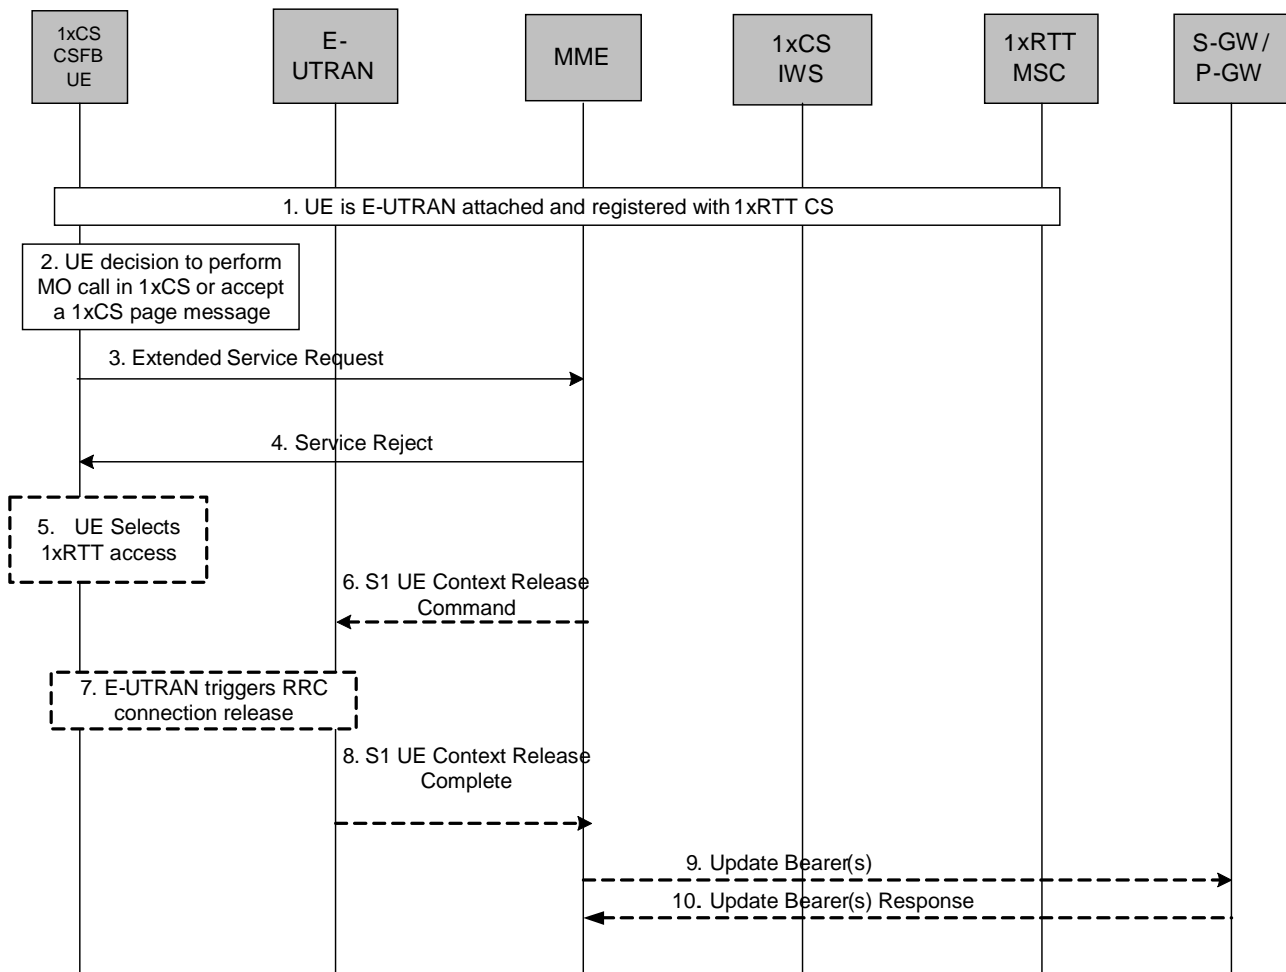 1xCS
CSFB
UE
E-
UTRAN
MME
1xCS
IWS
1xRTT
MSC
S-GW /
P-GW
1. UE is E-UTRAN attached and registered with 1xRTT CS
2. UE decision to perform
MO call in 1xCS or accept
a 1xCS page message
3. Extended Service Request
4. Service Reject
5. UE Selects
1xRTT access
6. S1 UE Context Release
Command
7. E-UTRAN triggers RRC
connection release
8. S1 UE Context Release
Complete
9. Update Bearer(s)
10. Update Bearer(s) Response